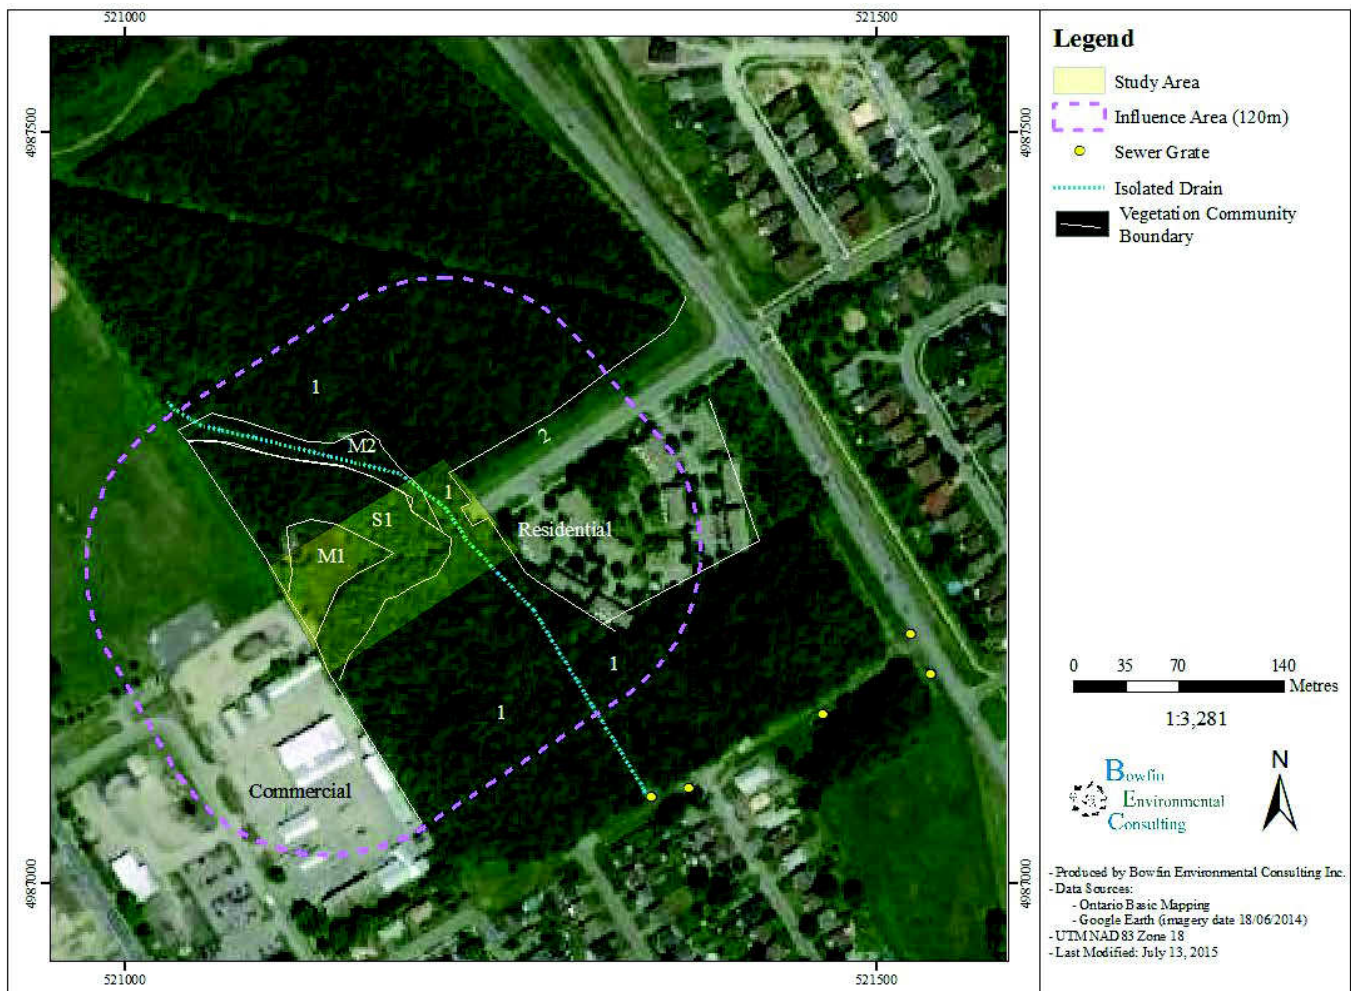 521000
521500
4987500
4987500
1
M2
2
1
S1
M1
Residential
1
1
Commercial
4987000
4987000
521000
521500
Legend
Study Area
Influence Area (120m)
Sewer Grate
Isolated Drain
Vegetation Community
Boundary
0 35 70 140
Metres
1:3,281
Bowfin
Environmental
Consulting
N
- Produced by Bowfin Environmental Consulting Inc.
- Data Sources:
- Ontario Basic Mapping
- Google Earth (imagery date 18/06/2014)
- UTM NAD83 Zone 18
- Last Modified: July 13, 2015